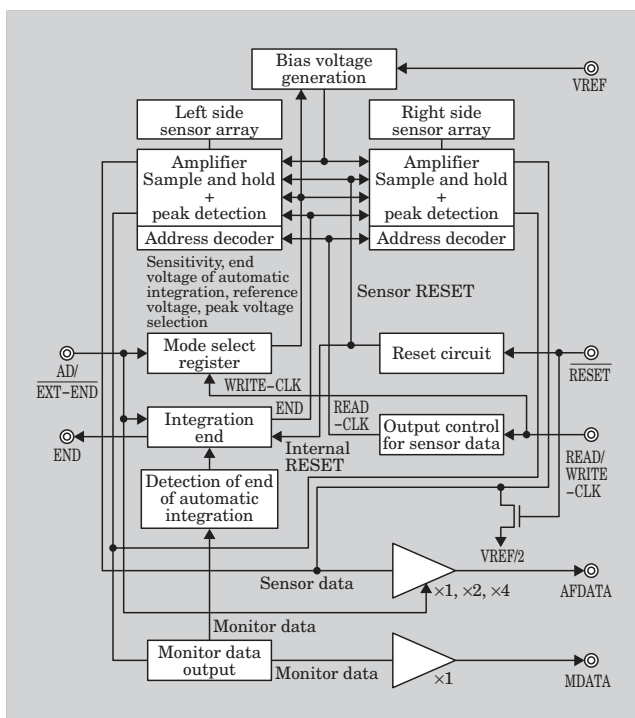 Bias voltage
generation
VREF
Left side
sensor array
Right side
sensor array
Amplifier
Sample and hold
+
peak detection
Address decoder
Amplifier
Sample and hold
+
peak detection
Address decoder
Sensitivity, end
voltage of automatic
integration, reference
voltage, peak voltage
selection
Sensor RESET
AD/
EXT-END
Mode select
register
Reset circuit
RESET
WRITE-CLK
END
Integration
end
END
READ
-CLK
Internal
RESET
Output control
for sensor data
READ/
WRITE
-CLK
Detection of end
of automatic
integration
VREF/2
Sensor data
×1, ×2, ×4
AFDATA
Monitor data
Monitor data
output
Monitor data
×1
MDATA